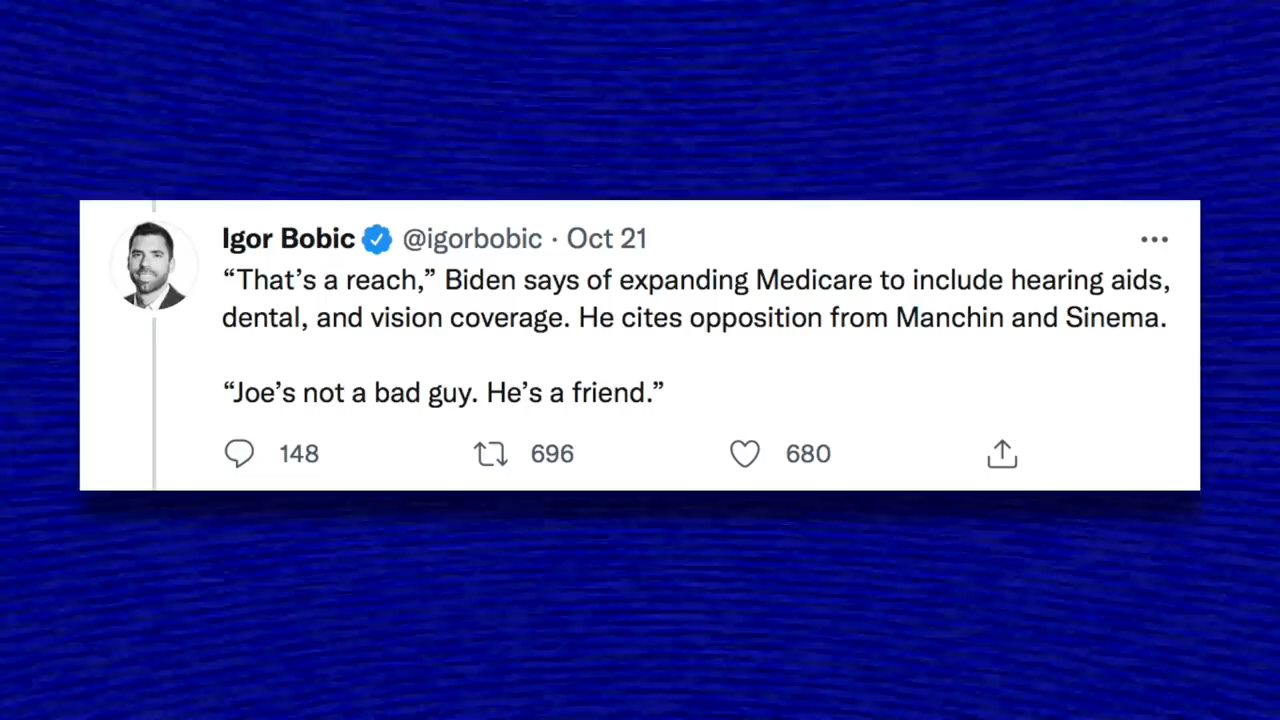 Igor Bobic @igorbobic · Oct 21
“That’s a reach,” Biden says of expanding Medicare to include hearing aids,
dental, and vision coverage. He cites opposition from Manchin and Sinema.
“Joe’s not a bad guy. He’s a friend.”
148 696 680